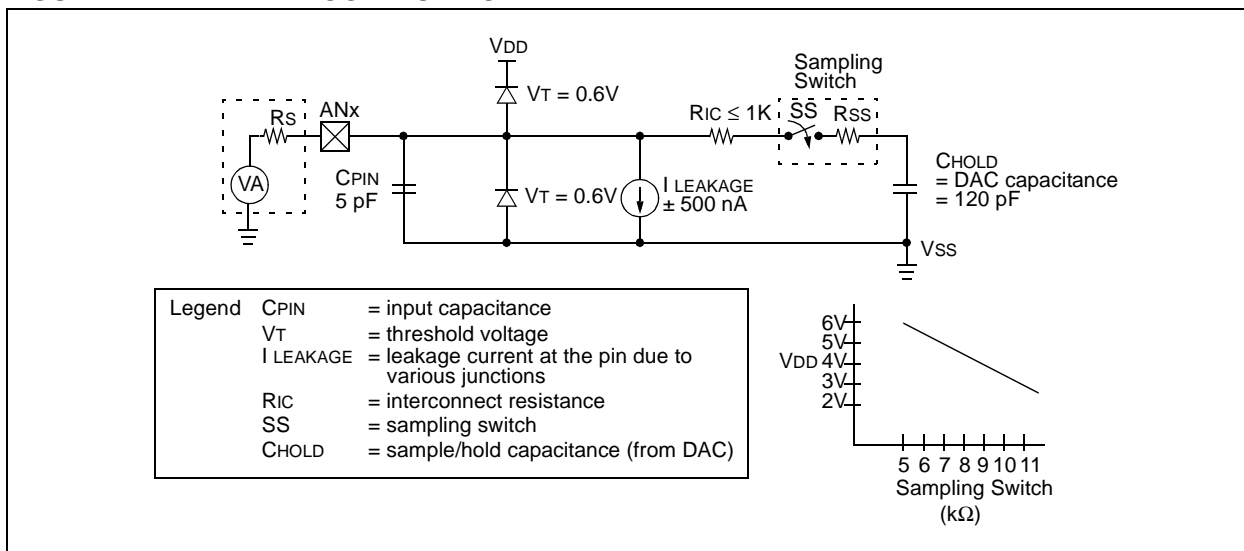 VDD
Sampling
Switch
VT = 0.6V
ANx
RS
RIC ≤ 1K
SS
RSS
VA
CPIN
5 pF
VT = 0.6V
I LEAKAGE
± 500 nA
CHOLD
= DAC capacitance
= 120 pF
VSS
Legend CPIN = input capacitance
VT = threshold voltage
I LEAKAGE = leakage current at the pin due to
various junctions
RIC = interconnect resistance
SS = sampling switch
CHOLD = sample/hold capacitance (from DAC)
6V
5V
VDD 4V
3V
2V
5 6 7 8 9 10 11
Sampling Switch
(kΩ)